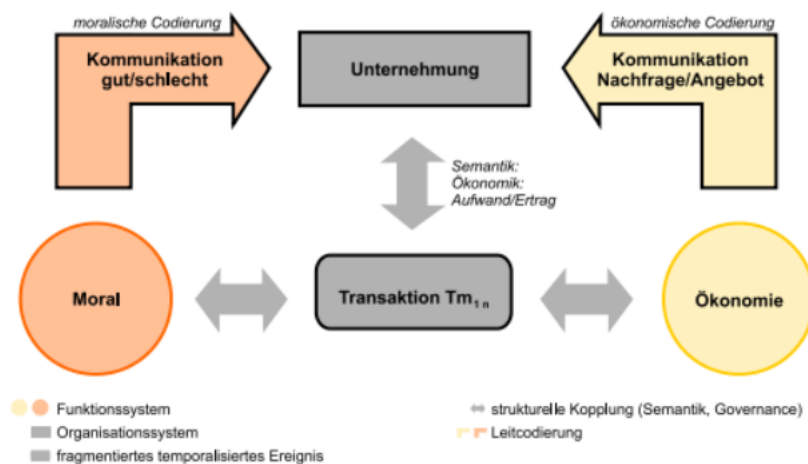 moralische Codierung
ökonomische Codierung
Kommunikation
gut/schlecht
Unternehmung
Kommunikation
Nachfrage/Angebot
Semantik:
Ökonomik:
Aufwand/Ertrag
Moral
Transaktion Tm1 n
Ökonomie
Funktionssystem
Organisationssystem
fragmentiertes temporalisiertes Ereignis
strukturelle Kopplung (Semantik, Governance)
Leitcodierung